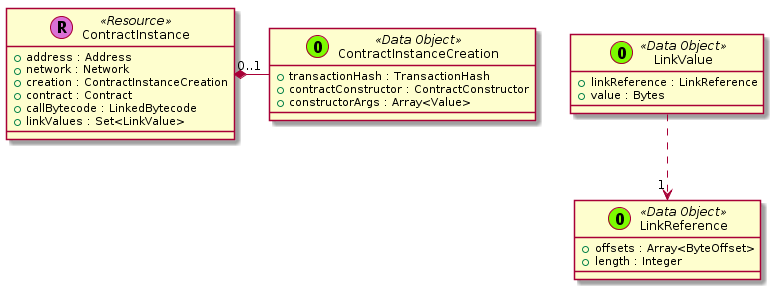 R
«Resource»
ContractInstance
address : Address
network : Network
creation : ContractInstanceCreation
contract : Contract
callBytecode : LinkedBytecode
linkValues : Set<LinkValue>
0..1
O
«Data Object»
ContractInstanceCreation
transactionHash : TransactionHash
contractConstructor : ContractConstructor
constructorArgs : Array<Value>
O
«Data Object»
LinkValue
linkReference : LinkReference
value : Bytes
1
O
«Data Object»
LinkReference
offsets : Array<ByteOffset>
length : Integer